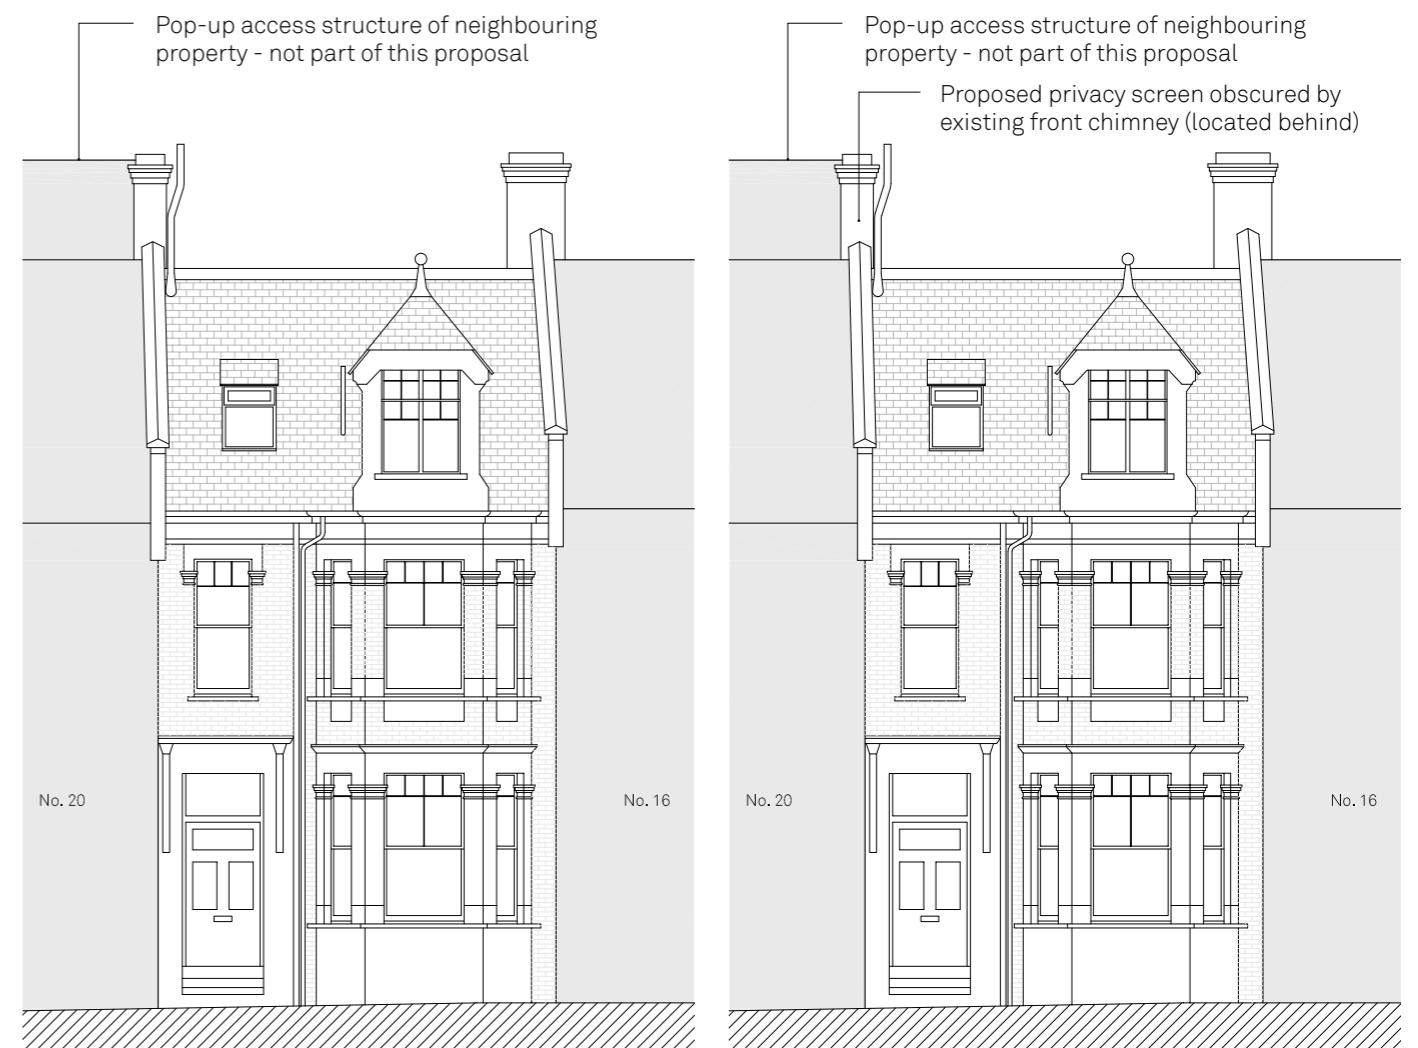 Pop-up access structure of neighbouring
property - not part of this proposal
No. 20
No. 16
Pop-up access structure of neighbouring
property - not part of this proposal
Proposed privacy screen obscured by
existing front chimney (located behind)
No. 20
No. 16